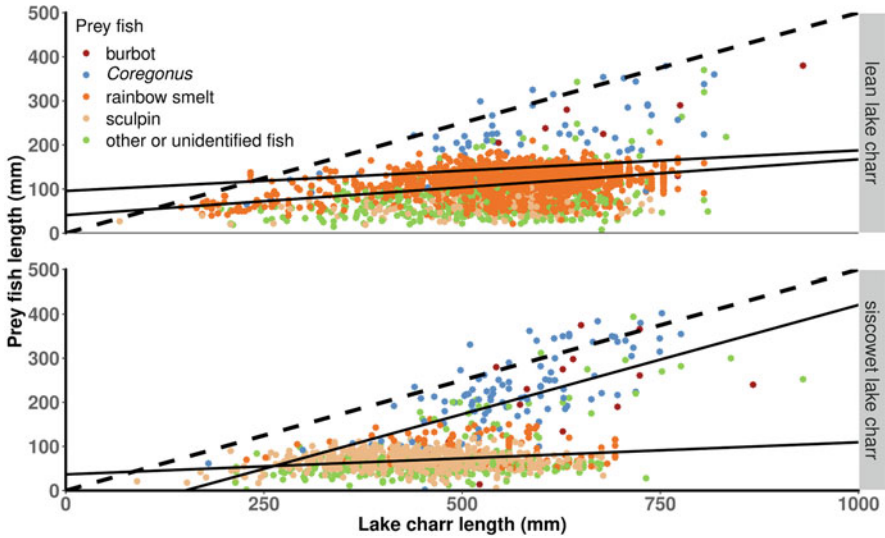 Prey fish
burbot
Coregonus
rainbow smelt
sculpin
other or unidentified fish
500
400
300
200
100
0
lean lake charr
Prey fish length (mm)
500
400
300
200
100
0
siscowet lake charr
0 250 500 750 1000
Lake charr length (mm)